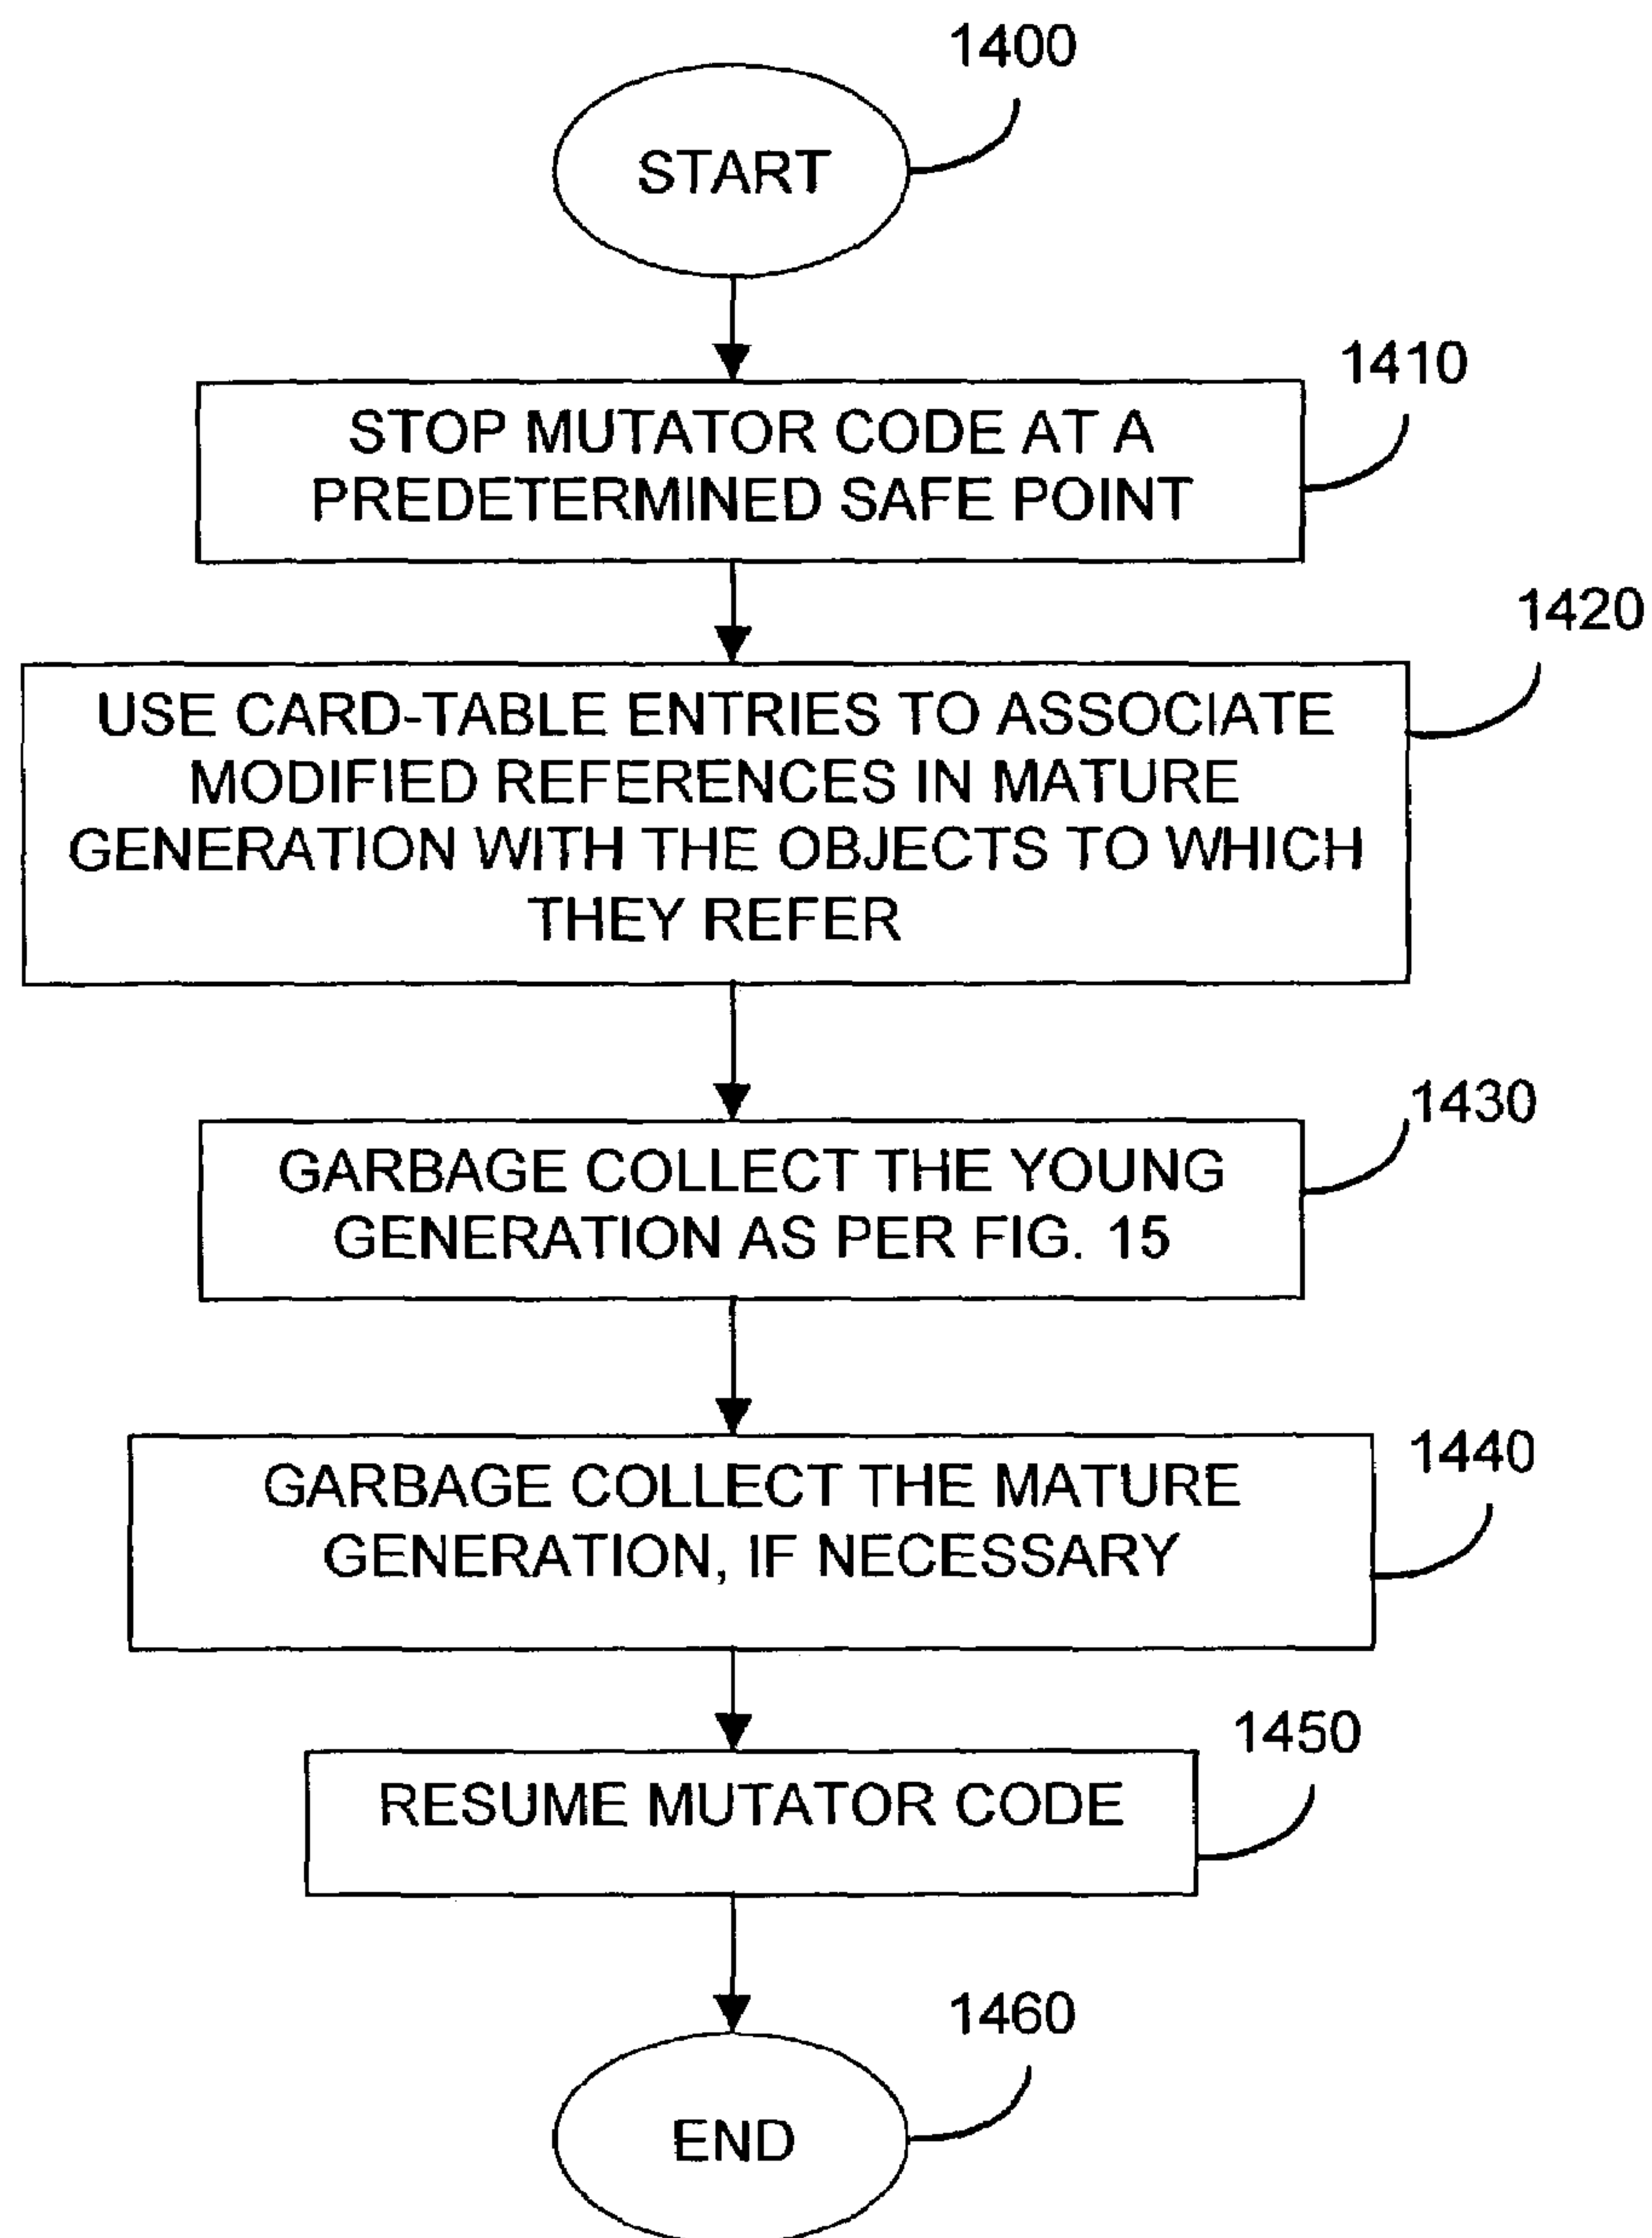 1400
START
1410
STOP MUTATOR CODE AT A
PREDETERMINED SAFE POINT
1420
USE CARD-TABLE ENTRIES TO ASSOCIATE
MODIFIED REFERENCES IN MATURE
GENERATION WITH THE OBJECTS TO WHICH
THEY REFER
1430
GARBAGE COLLECT THE YOUNG
GENERATION AS PER FIG. 15
1440
GARBAGE COLLECT THE MATURE
GENERATION, IF NECESSARY
1450
RESUME MUTATOR CODE
1460
END